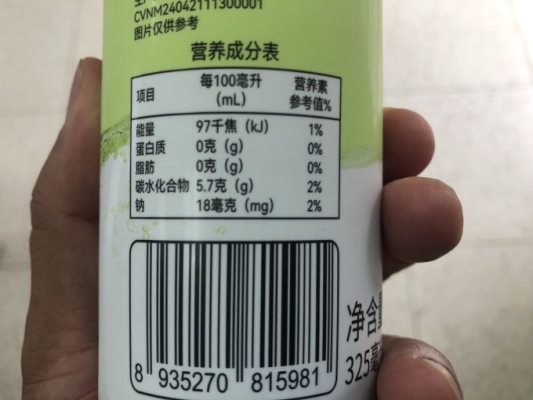 CVNM24042111300001
图片仅供参考
营养成分表
项目 每100毫升（mL） 营养素参考值%
能量 97千焦（kJ） 1%
蛋白质 0克（g） 0%
脂肪 0克（g） 0%
碳水化合物 5.7克（g） 2%
钠 18毫克（mg） 2%
净含
325毫
8 935270 815981